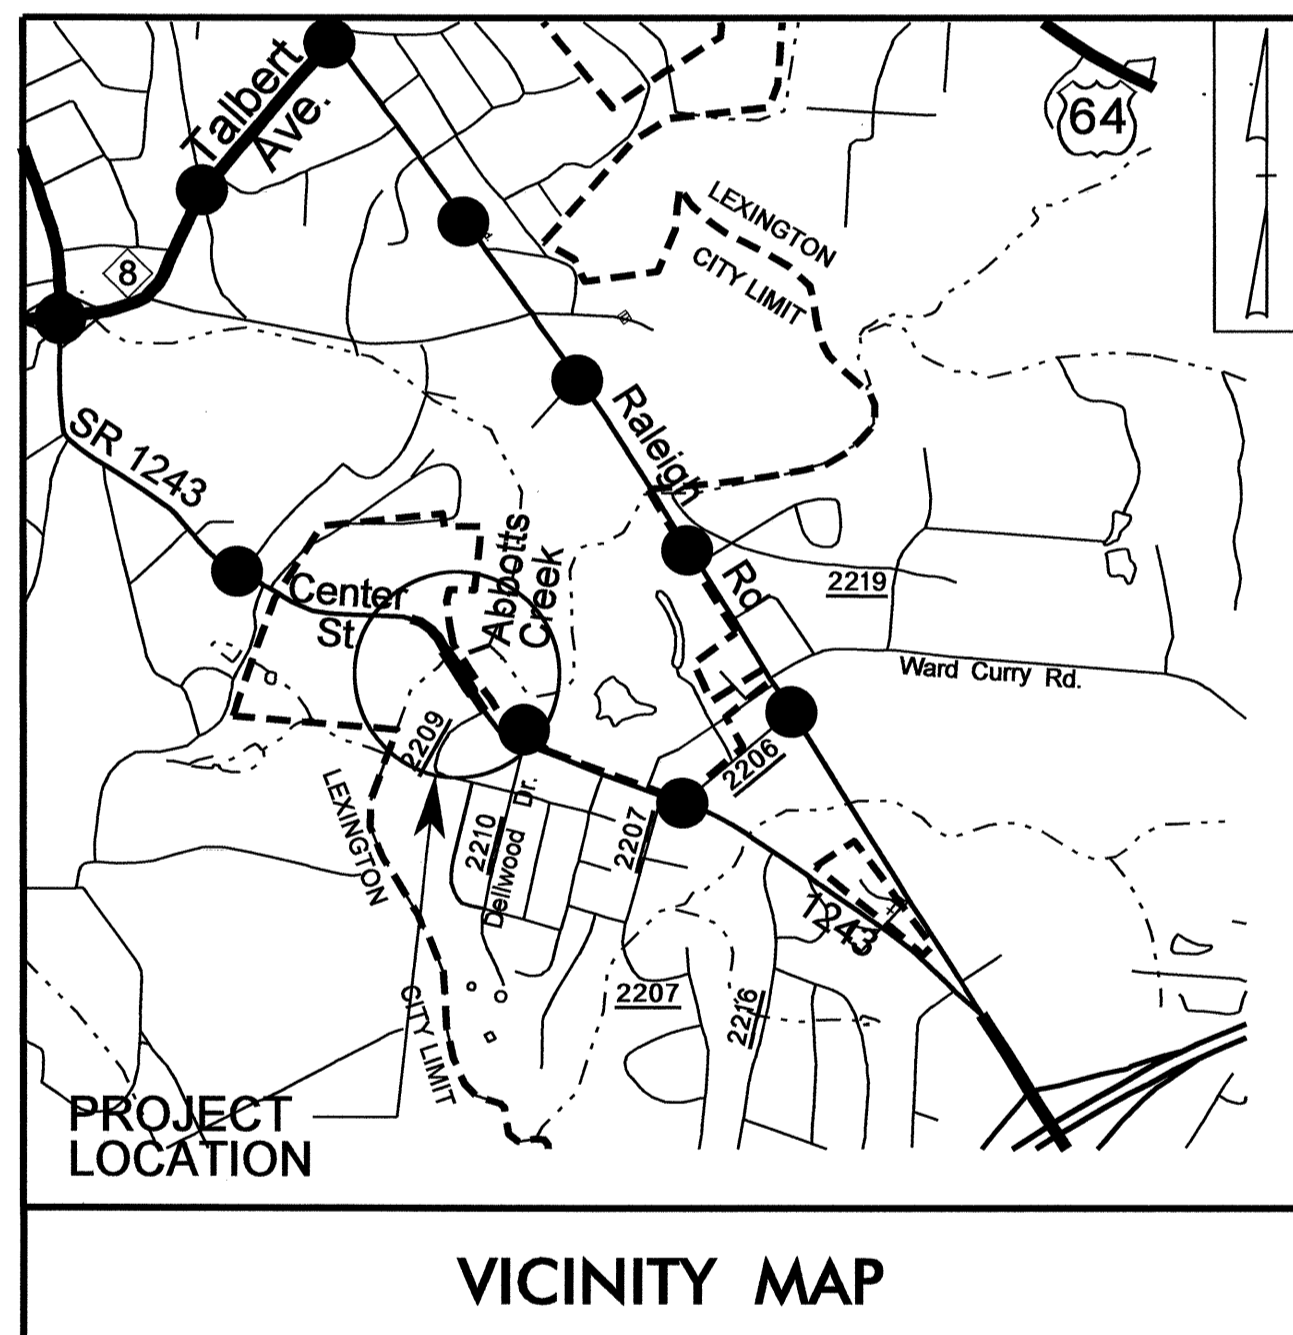 Talbert
Ave.
64
8
LEXINGTON
CITY LIMIT
SR 1243
Raleigh
Rd
Abbotts
Creek
Center
St
2219
Ward Curry Rd.
2209
2206
LEXINGTON
CITY LIMIT
2210
Dellwood Dr.
2207
1243
2207
2216
PROJECT
LOCATION
VICINITY MAP